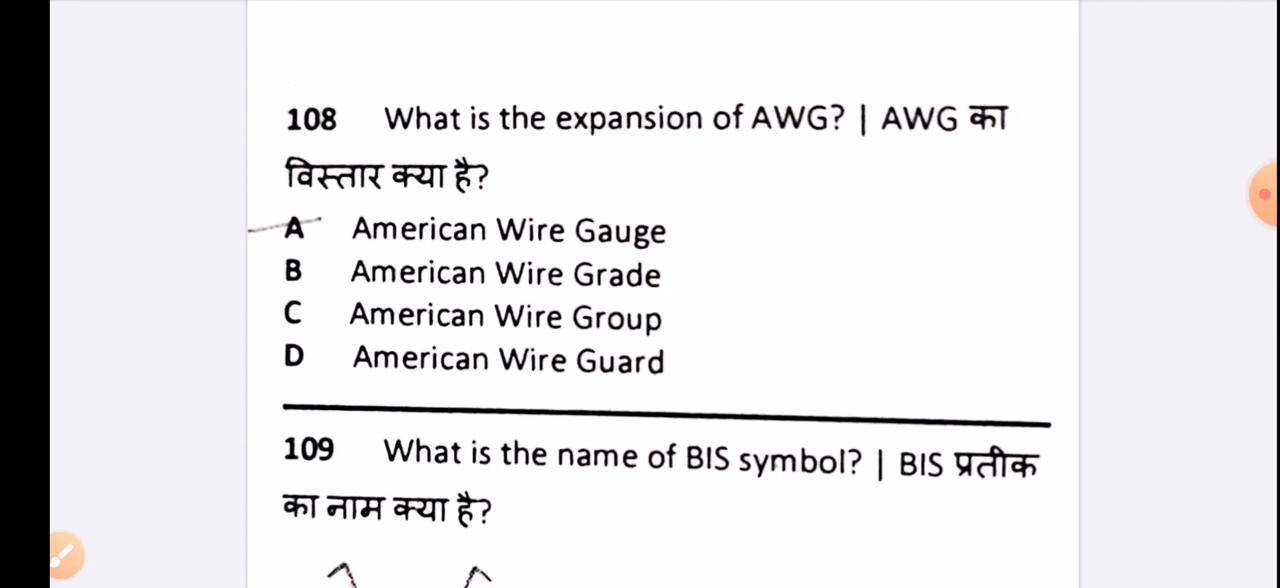 108 What is the expansion of AWG? | AWG का
विस्तार क्या है?
A American Wire Gauge
B American Wire Grade
C American Wire Group
D American Wire Guard
109 What is the name of BIS symbol? | BIS प्रतीक
का नाम क्या है?